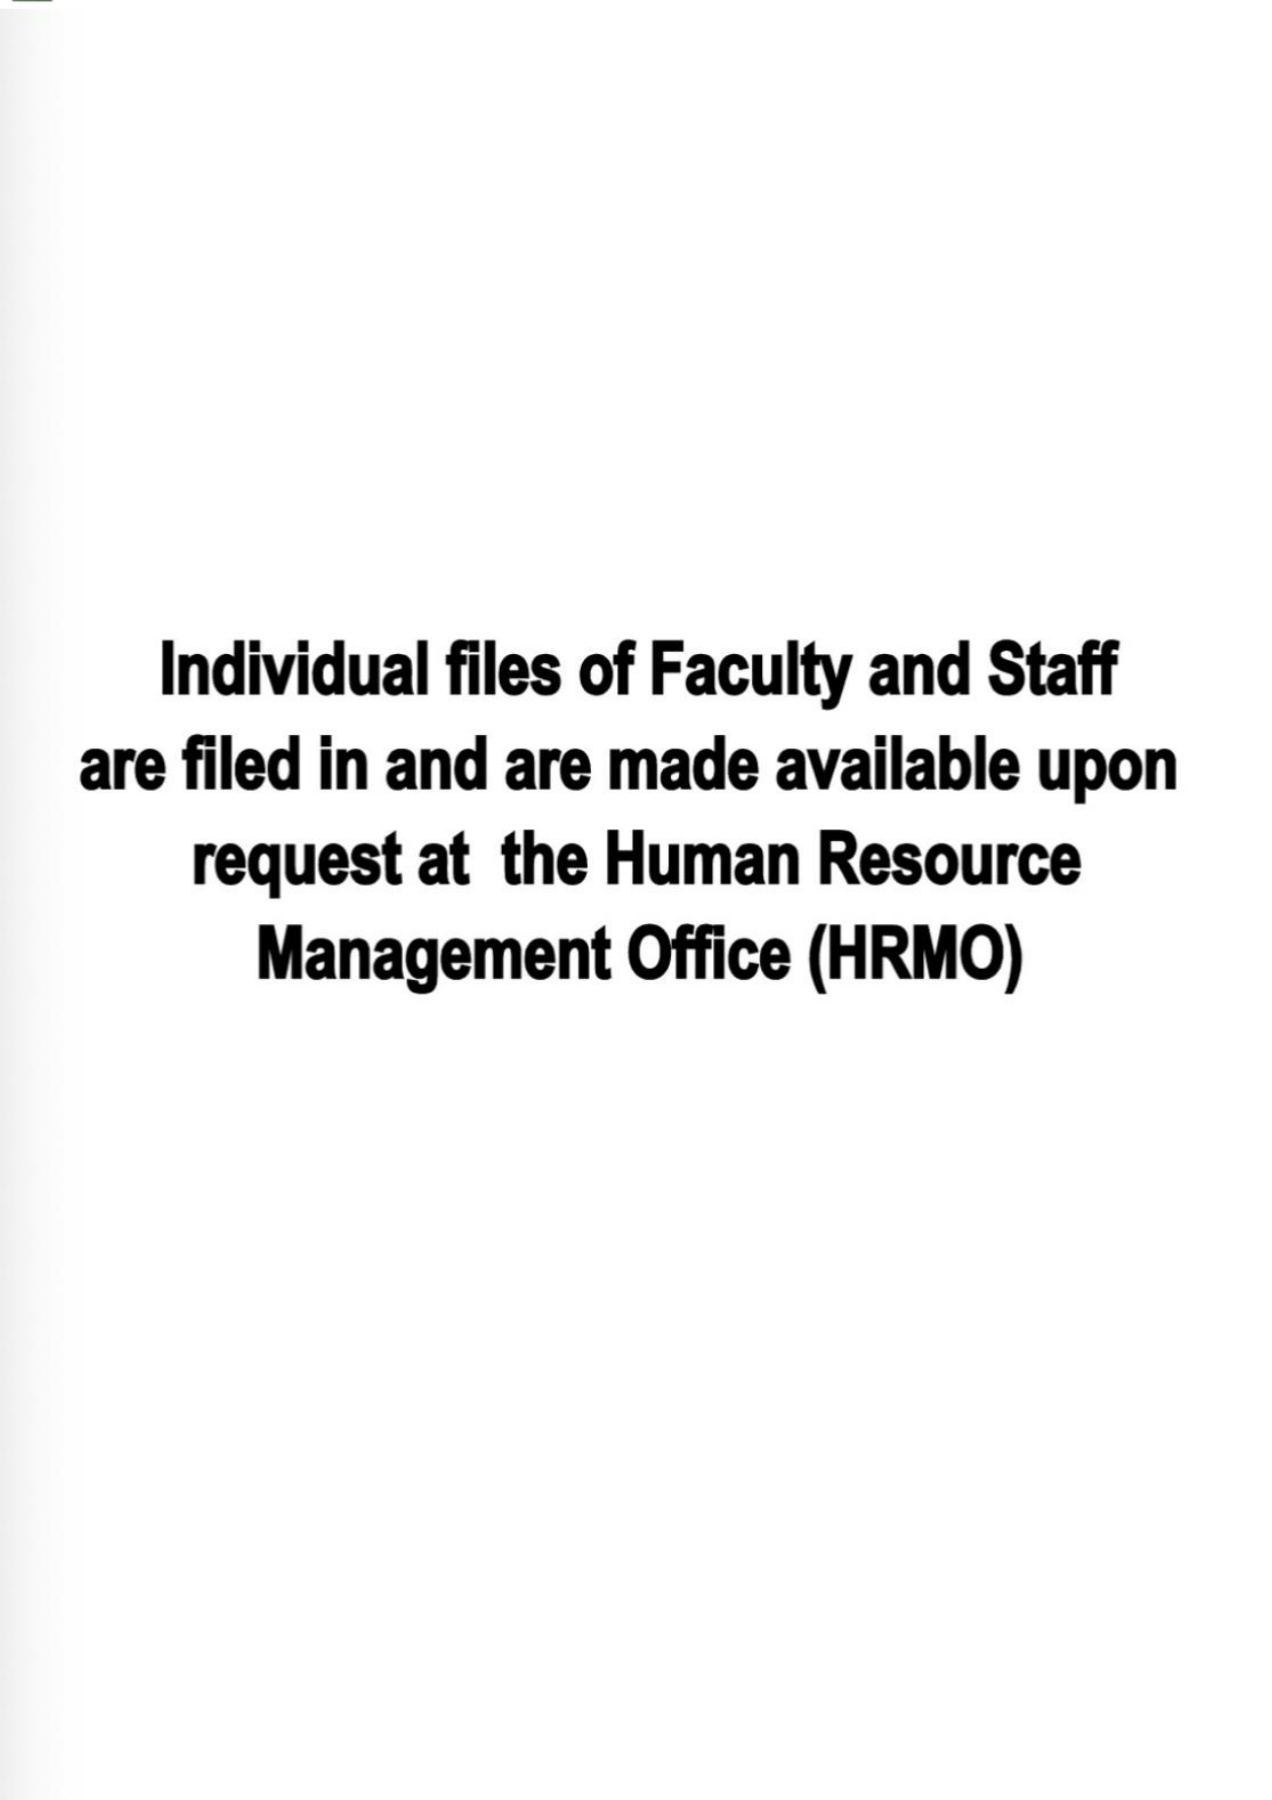 Individual files of Faculty and Staff
are filed in and are made available upon
request at  the Human Resource
Management Office (HRMO)